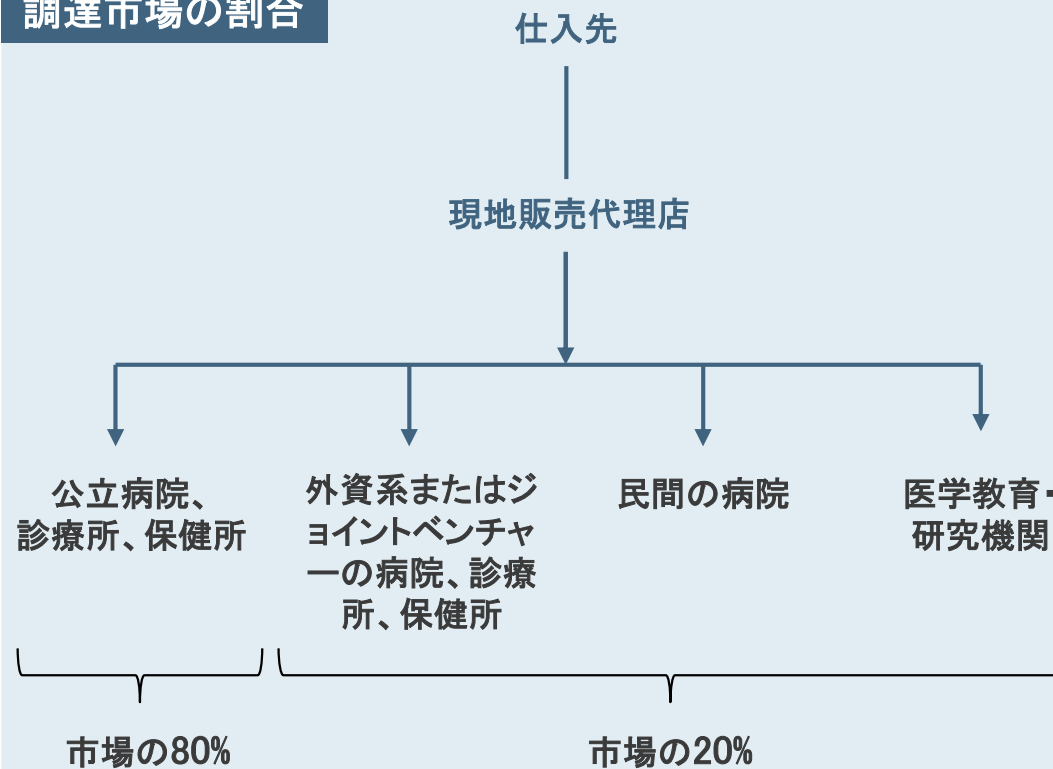 調達市場の割合
仕入先
現地販売代理店
公立病院、
診療所、保健所
外資系またはジ
ョイントベンチャ
ーの病院、診療
所、保健所
民間の病院
医学教育・
研究機関
市場の80%
市場の20%